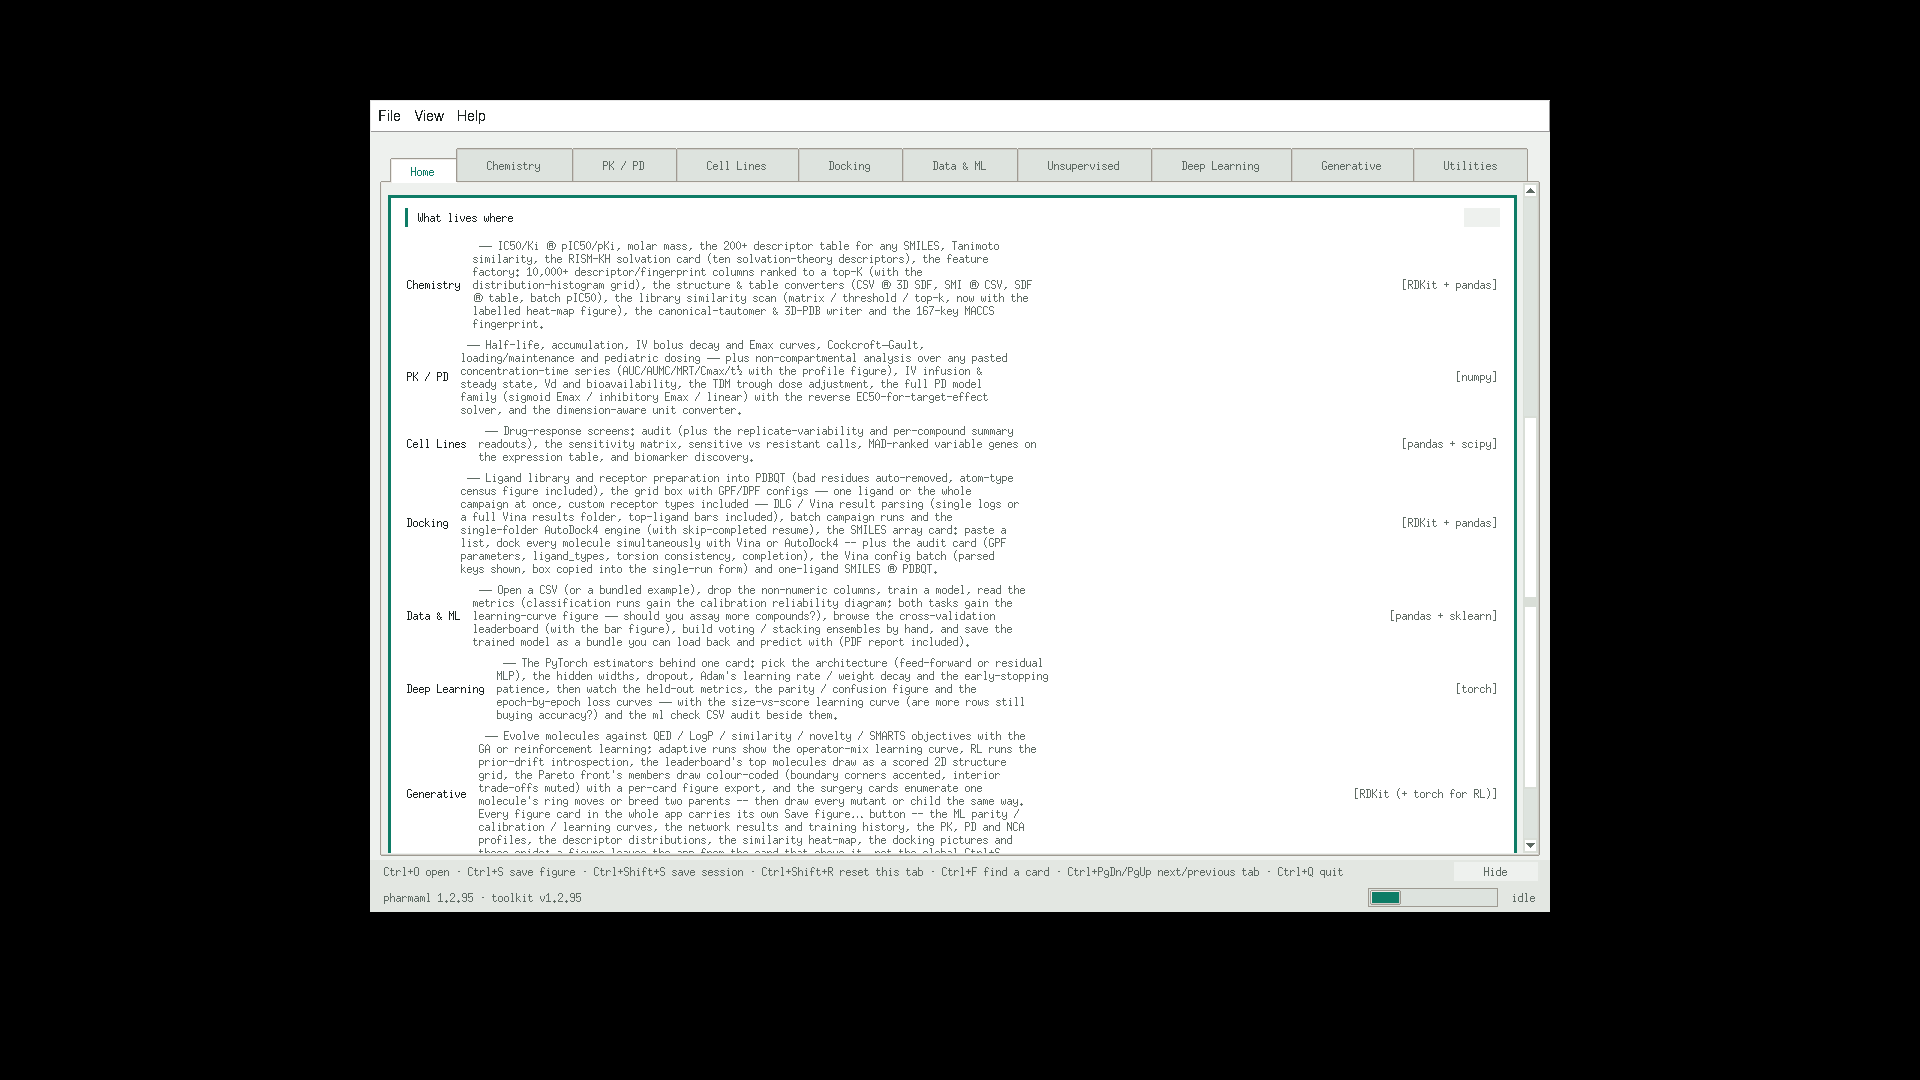 File View Help
Home Chemistry PK / PD Cell Lines Docking Data & ML Unsupervised Deep Learning Generative Utilities
What lives where
Chemistry
— IC50/Ki ® pIC50/pKi, molar mass, the 200+ descriptor table for any SMILES, Tanimoto
similarity, the RISM-KH solvation card (ten solvation-theory descriptors), the feature
factory: 10,000+ descriptor/fingerprint columns ranked to a top-K (with the
distribution-histogram grid), the structure & table converters (CSV ® 3D SDF, SMI ® CSV, SDF
® table, batch pIC50), the library similarity scan (matrix / threshold / top-k, now with the
labelled heat-map figure), the canonical-tautomer & 3D-PDB writer and the 167-key MACCS
fingerprint.
[RDKit + pandas]
PK / PD
— Half-life, accumulation, IV bolus decay and Emax curves, Cockcroft–Gault,
loading/maintenance and pediatric dosing — plus non-compartmental analysis over any pasted
concentration-time series (AUC/AUMC/MRT/Cmax/t½ with the profile figure), IV infusion &
steady state, Vd and bioavailability, the TDM trough dose adjustment, the full PD model
family (sigmoid Emax / inhibitory Emax / linear) with the reverse EC50-for-target-effect
solver, and the dimension-aware unit converter.
[numpy]
Cell Lines
— Drug-response screens: audit (plus the replicate-variability and per-compound summary
readouts), the sensitivity matrix, sensitive vs resistant calls, MAD-ranked variable genes on
the expression table, and biomarker discovery.
[pandas + scipy]
Docking
— Ligand library and receptor preparation into PDBQT (bad residues auto-removed, atom-type
census figure included), the grid box with GPF/DPF configs — one ligand or the whole
campaign at once, custom receptor types included — DLG / Vina result parsing (single logs or
a full Vina results folder, top-ligand bars included), batch campaign runs and the
single-folder AutoDock4 engine (with skip-completed resume), the SMILES array card: paste a
list, dock every molecule simultaneously with Vina or AutoDock4 -- plus the audit card (GPF
parameters, ligand_types, torsion consistency, completion), the Vina config batch (parsed
keys shown, box copied into the single-run form) and one-ligand SMILES ® PDBQT.
[RDKit + pandas]
Data & ML
— Open a CSV (or a bundled example), drop the non-numeric columns, train a model, read the
metrics (classification runs gain the calibration reliability diagram; both tasks gain the
learning-curve figure — should you assay more compounds?), browse the cross-validation
leaderboard (with the bar figure), build voting / stacking ensembles by hand, and save the
trained model as a bundle you can load back and predict with (PDF report included).
[pandas + sklearn]
Deep Learning
— The PyTorch estimators behind one card: pick the architecture (feed-forward or residual
MLP), the hidden widths, dropout, Adam's learning rate / weight decay and the early-stopping
patience, then watch the held-out metrics, the parity / confusion figure and the
epoch-by-epoch loss curves — with the size-vs-score learning curve (are more rows still
buying accuracy?) and the ml check CSV audit beside them.
[torch]
Generative
— Evolve molecules against QED / LogP / similarity / novelty / SMARTS objectives with the
GA or reinforcement learning; adaptive runs show the operator-mix learning curve, RL runs the
prior-drift introspection, the leaderboard's top molecules draw as a scored 2D structure
grid, the Pareto front's members draw colour-coded (boundary corners accented, interior
trade-offs muted) with a per-card figure export, and the surgery cards enumerate one
molecule's ring moves or breed two parents -- then draw every mutant or child the same way.
Every figure card in the whole app carries its own Save figure... button -- the ML parity /
calibration / learning curves, the network results and training history, the PK, PD and NCA
profiles, the descriptor distributions, the similarity heat-map, the docking pictures and
[RDKit (+ torch for RL)]
Ctrl+O open · Ctrl+S save figure · Ctrl+Shift+S save session · Ctrl+Shift+R reset this tab · Ctrl+F find a card · Ctrl+PgDn/PgUp next/previous tab · Ctrl+Q quit
Hide
pharmaml 1.2.95 · toolkit v1.2.95
idle